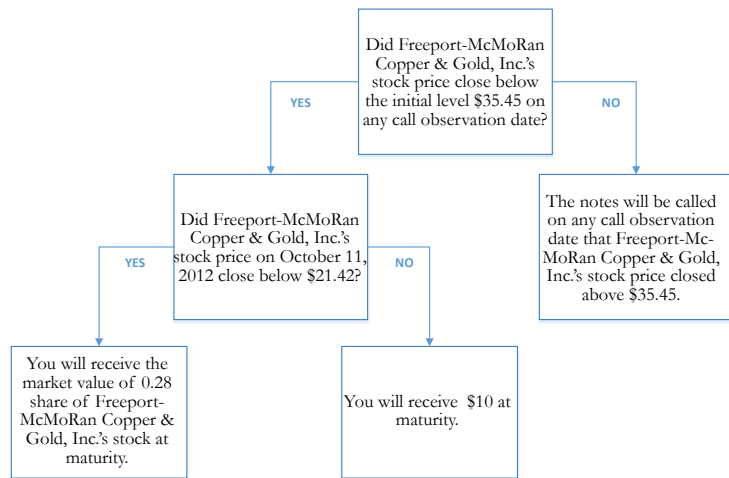 Did Freeport-McMoRan
Copper & Gold, Inc.'s
stock price close below
the initial level $35.45 on
any call observation date?
YES
NO
Did Freeport-McMoRan
Copper & Gold, Inc.'s
stock price on October 11,
2012 close below $21.42?
The notes will be called
on any call observation
date that Freeport-Mc-
MoRan Copper & Gold,
Inc.'s stock price closed
above $35.45.
YES
NO
You will receive the
market value of 0.28
share of Freeport-
McMoRan Copper &
Gold, Inc.'s stock at
maturity.
You will receive $10 at
maturity.